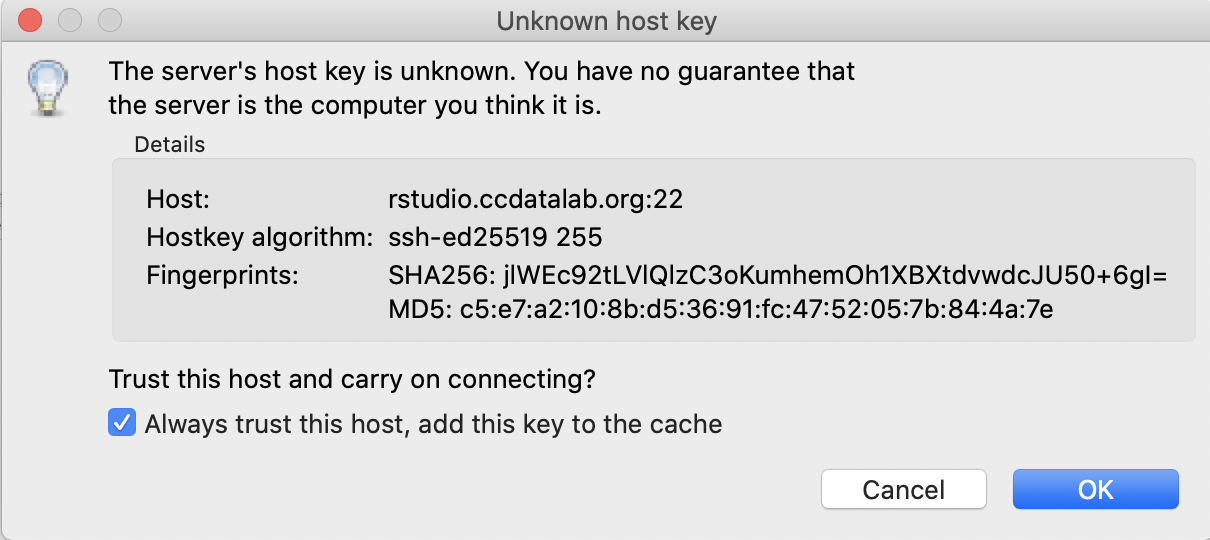 Unknown host key
The server's host key is unknown. You have no guarantee that
the server is the computer you think it is.
Details
Host: rstudio.ccdatalab.org:22
Hostkey algorithm: ssh-ed25519 255
Fingerprints: SHA256: jlWEc92tLVlQlzC3oKumhemOh1XBXtdvwdcJU50+6gI=
MD5: c5:e7:a2:10:8b:d5:36:91:fc:47:52:05:7b:84:4a:7e
Trust this host and carry on connecting?
Always trust this host, add this key to the cache
Cancel OK